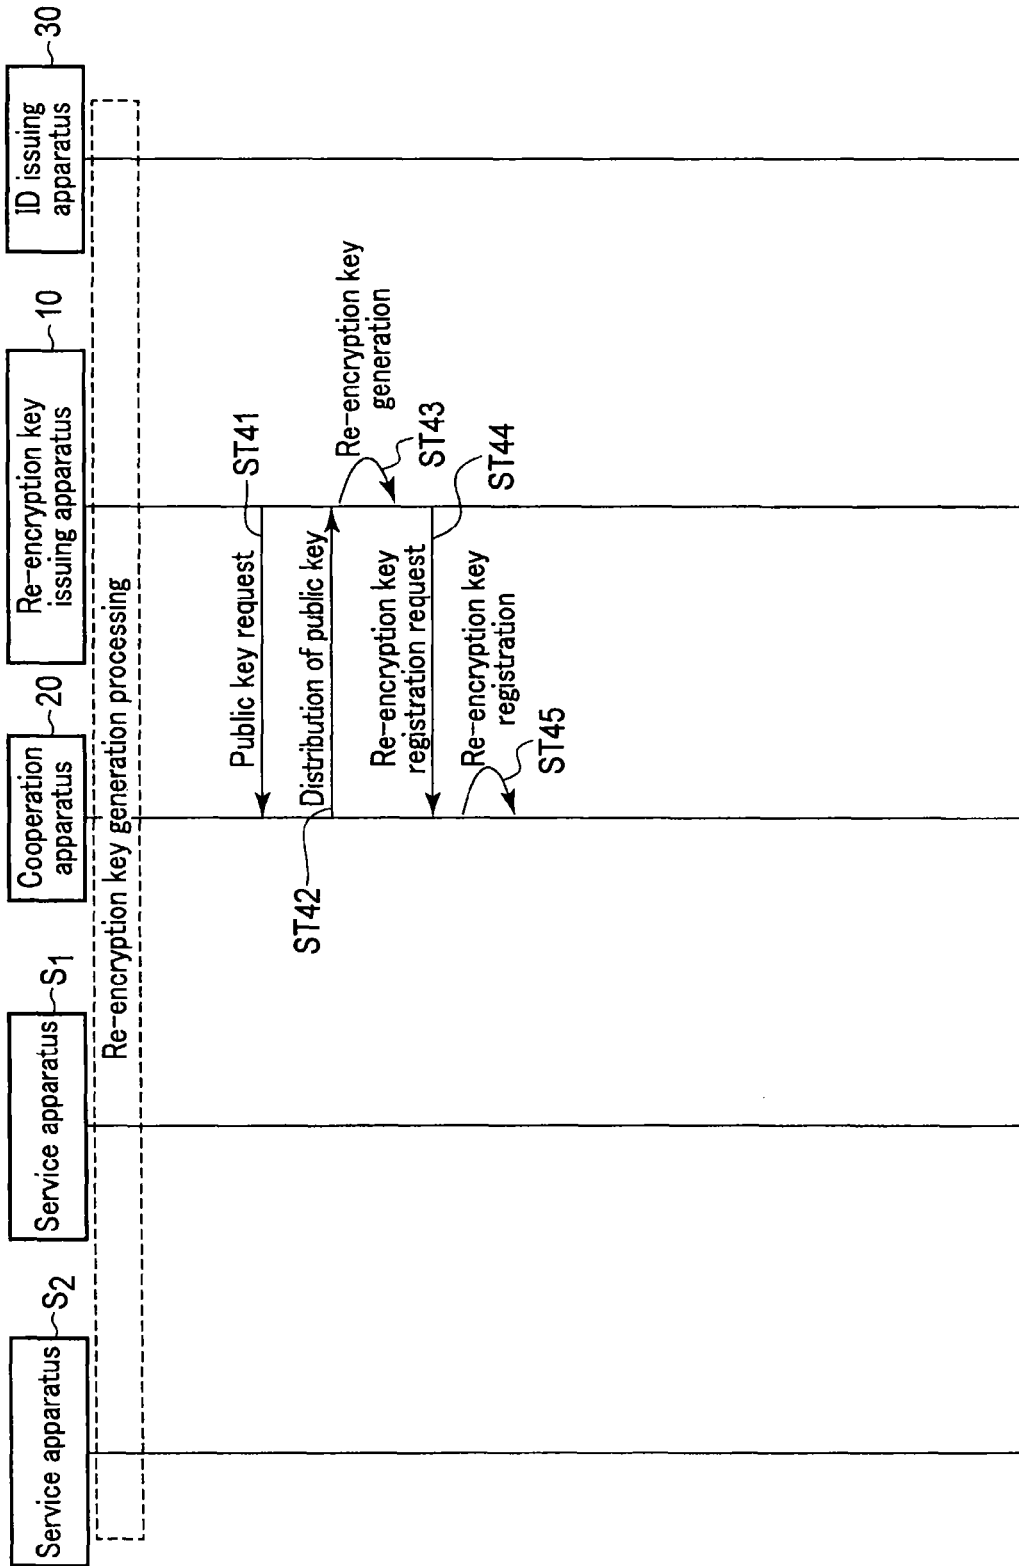 Service apparatus
S2
Service apparatus
S1
Cooperation
apparatus
20
Re-encryption key
issuing apparatus
10
ID issuing
apparatus
30
Re-encryption key generation processing
Public key request
ST41
Distribution of public key
ST42
Re-encryption key
generation
ST43
Re-encryption key
registration request
ST44
Re-encryption key
registration
ST45